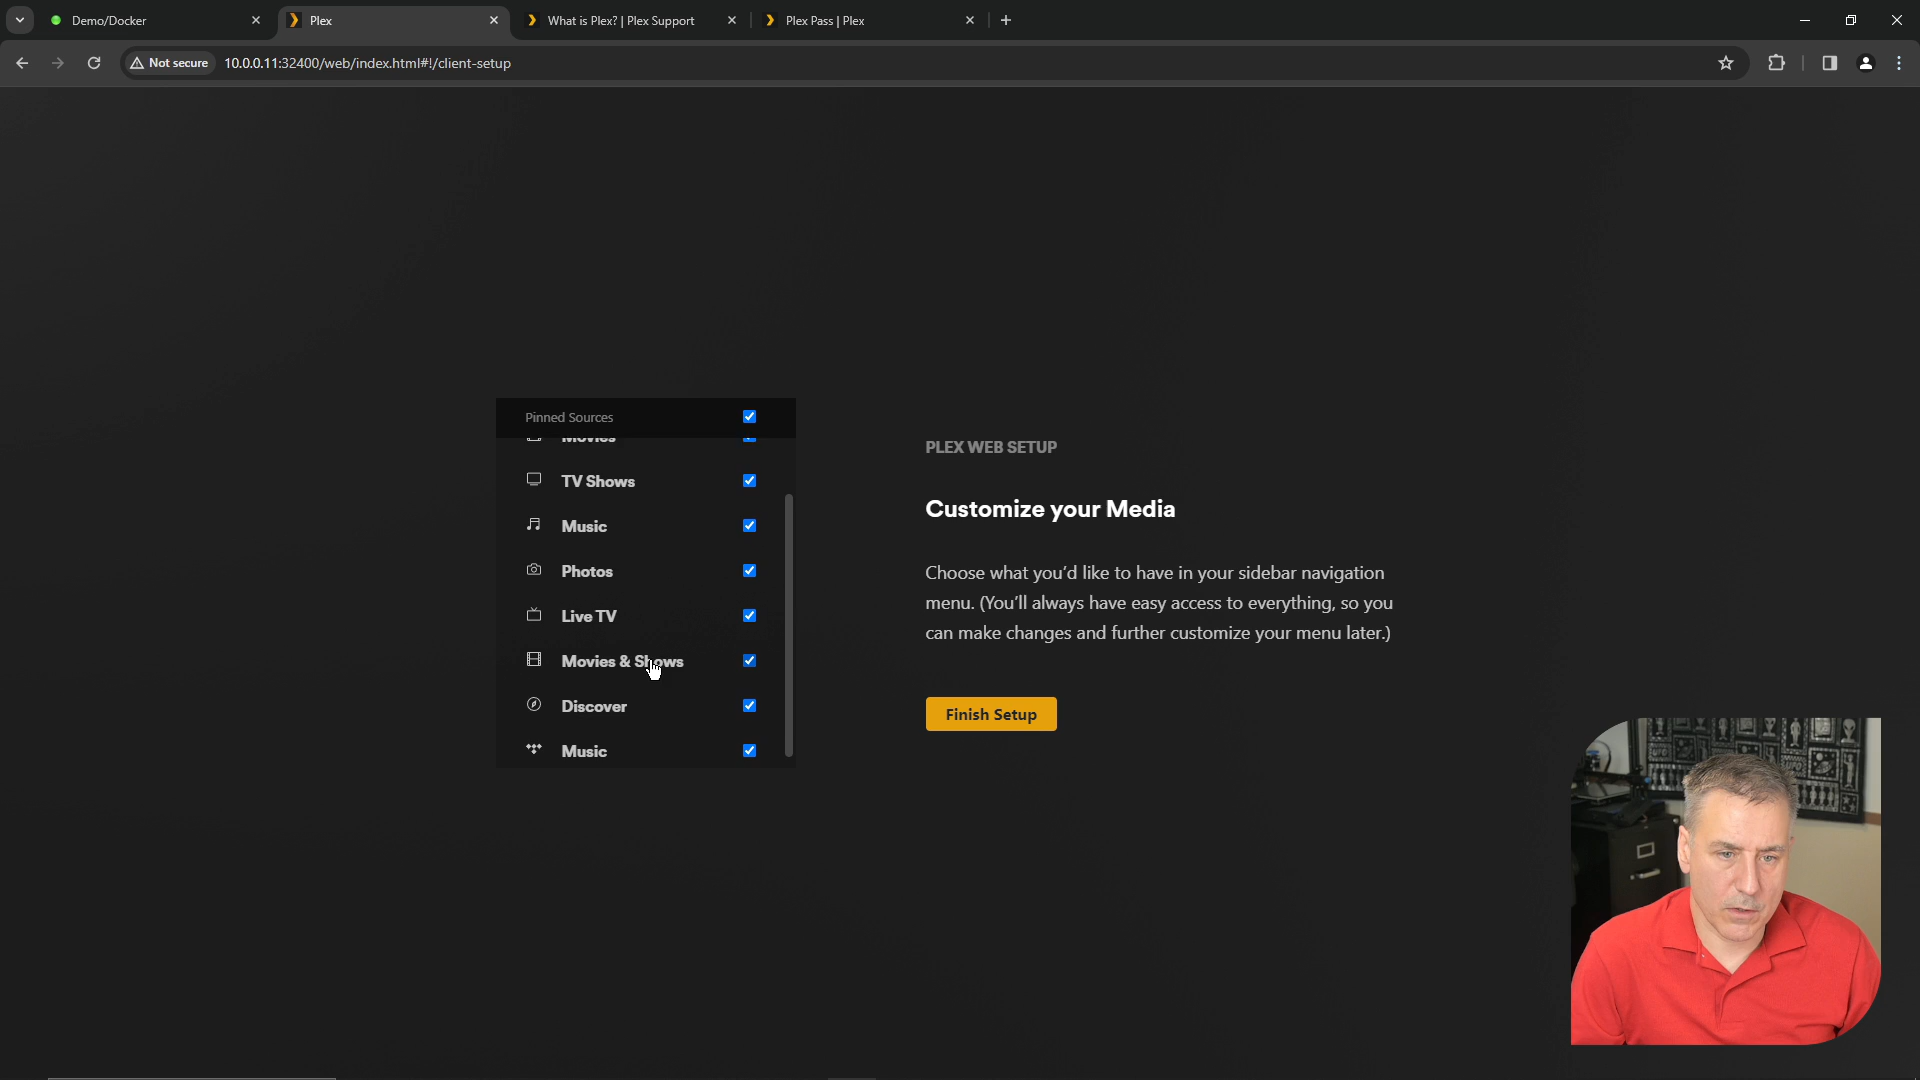 Demo/Docker
Plex
What is Plex? | Plex Support
Plex Pass | Plex
Not secure
10.0.0.11:32400/web/index.html#!/client-setup
Pinned Sources
Movies
TV Shows
Music
Photos
Live TV
Movies & Shows
Discover
Music
PLEX WEB SETUP
Customize your Media
Choose what you'd like to have in your sidebar navigation
menu. (You'll always have easy access to everything, so you
can make changes and further customize your menu later.)
Finish Setup